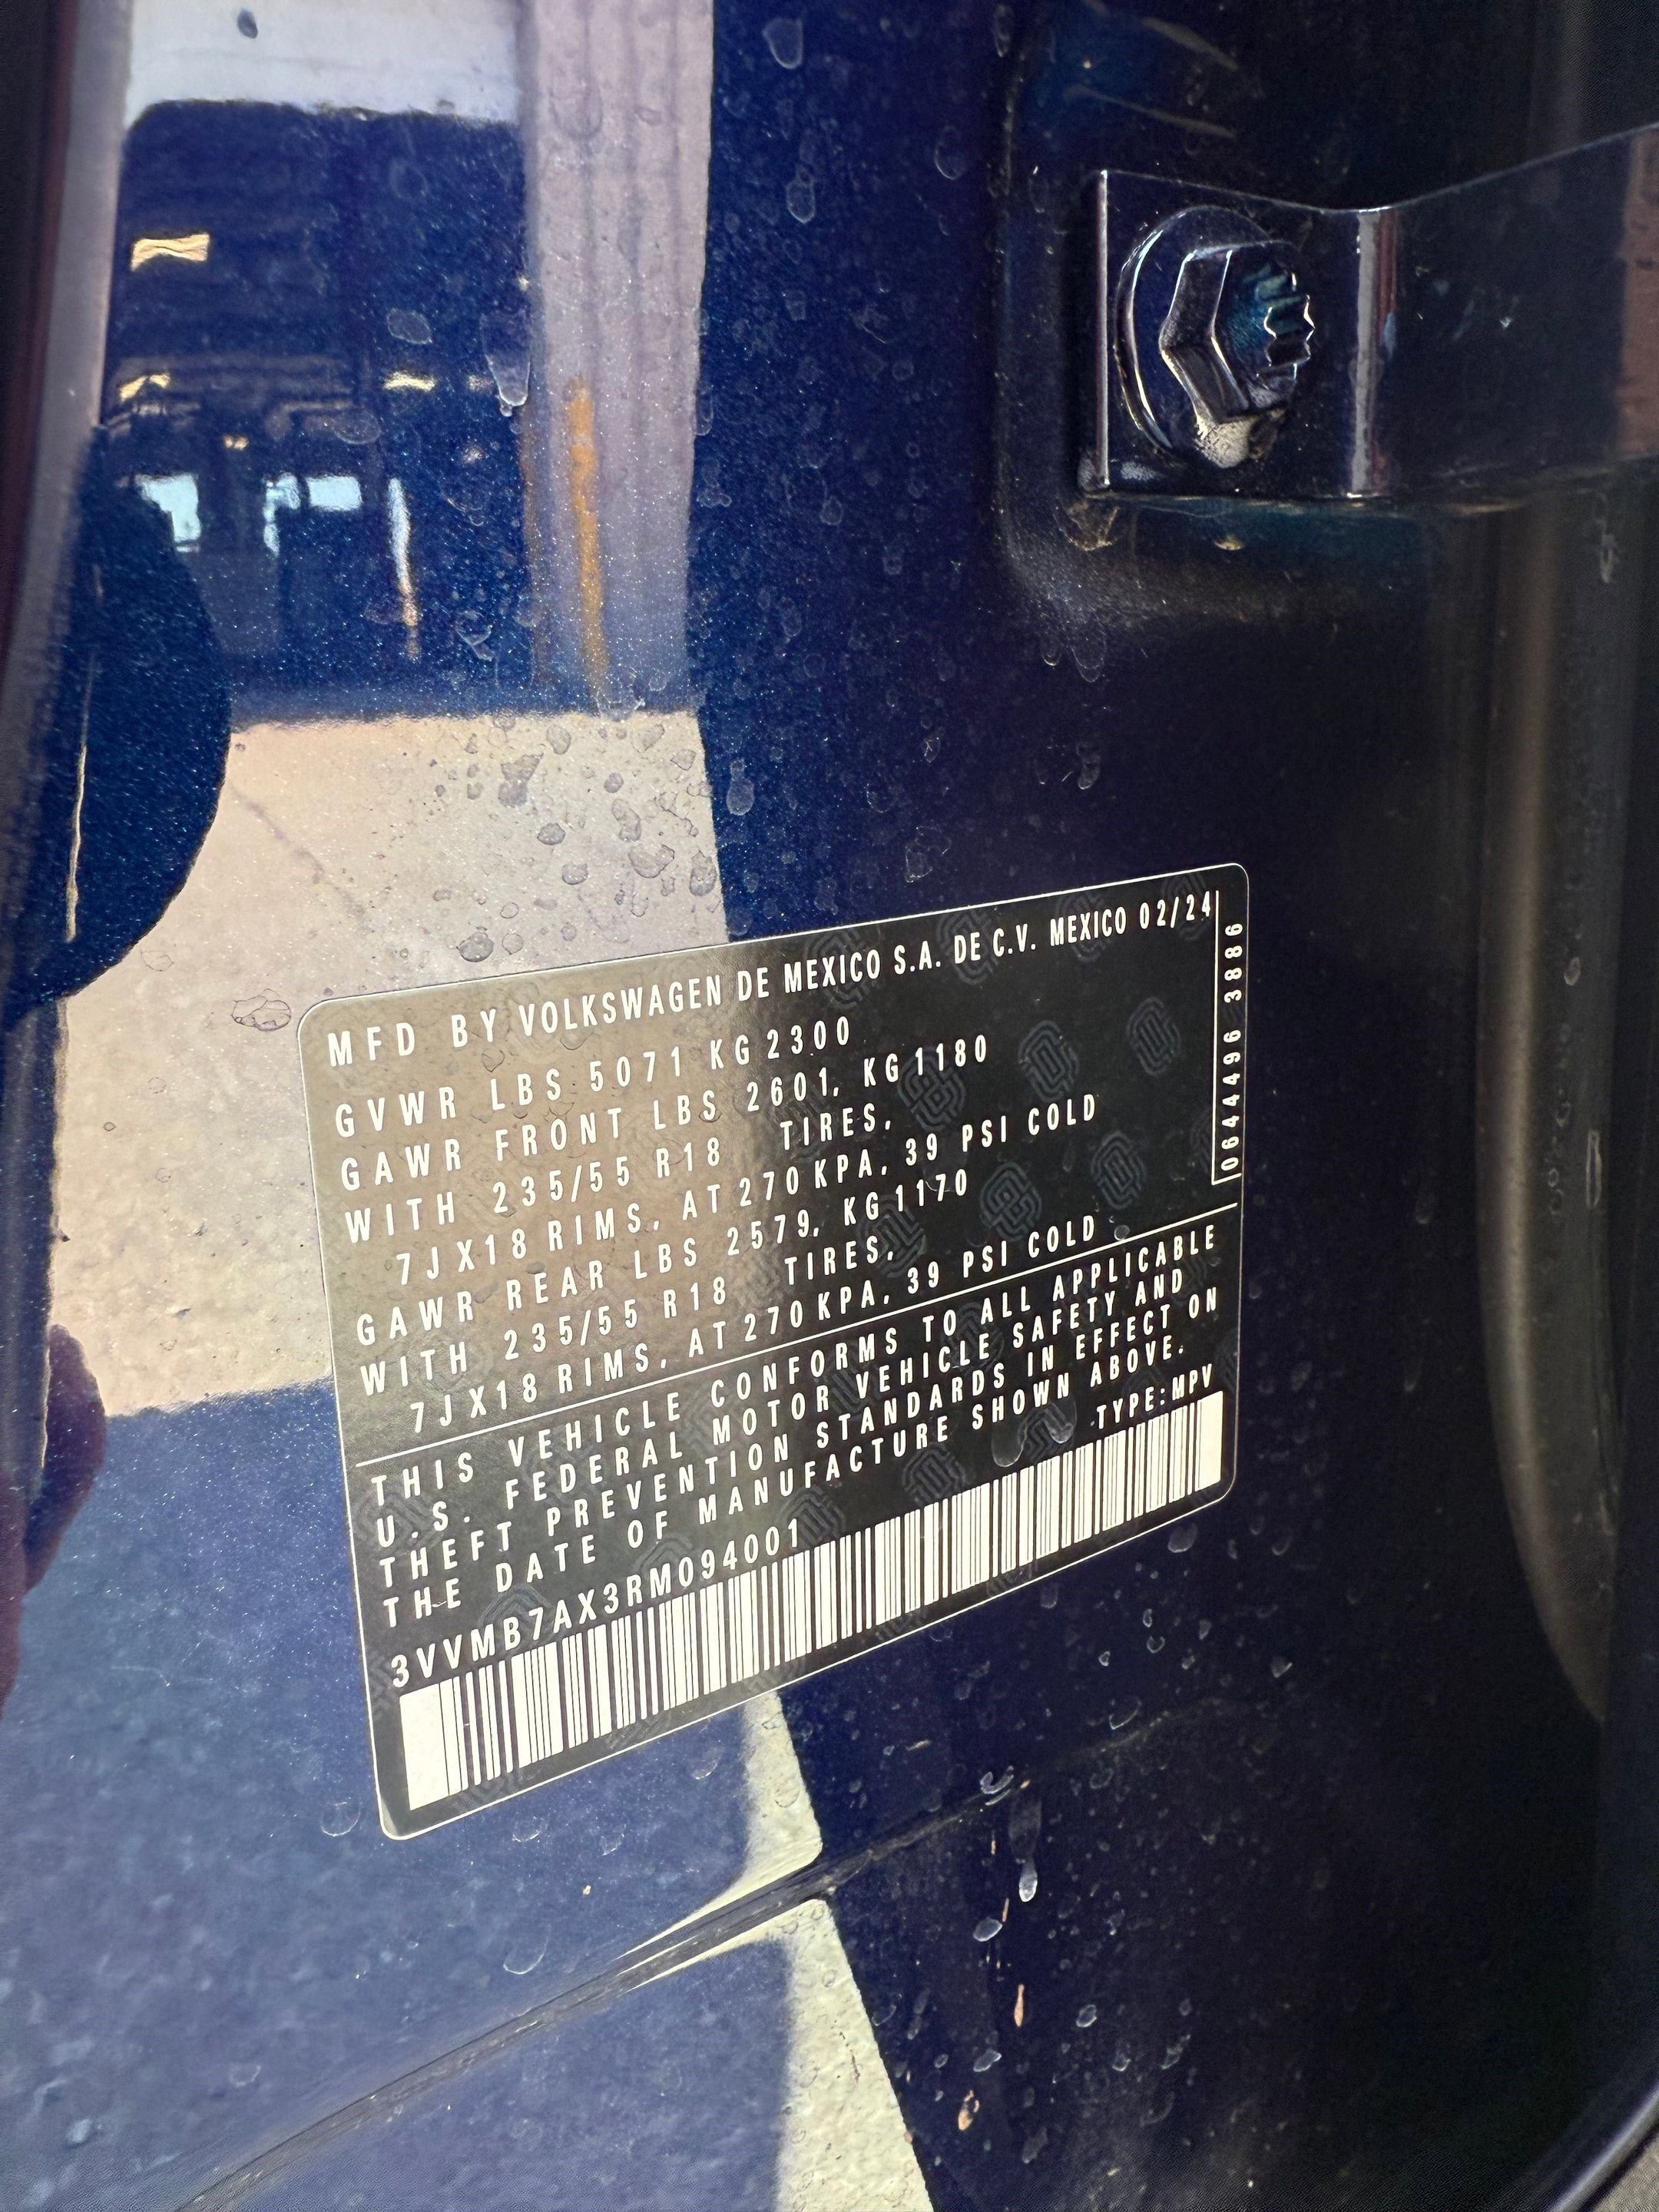 MFD BY VOLKSWAGEN DE MEXICO S.A. DE C.V. MEXICO 02/24
GVWR LBS 5071 KG 2300
GAWR FRONT LBS 2601, KG 1180
WITH 235/55 R18 TIRES,
7JX18 RIMS, AT 270 KPA, 39 PSI COLD
GAWR REAR LBS 2579, KG 1170
WITH 235/55 R18 TIRES,
7JX18 RIMS, AT 270 KPA, 39 PSI COLD
0644496 3886
THIS VEHICLE CONFORMS TO ALL APPLICABLE
U.S. FEDERAL MOTOR VEHICLE SAFETY AND
THEFT PREVENTION STANDARDS IN EFFECT ON
THE DATE OF MANUFACTURE SHOWN ABOVE.
3VVMB7AX3RM094001 TYPE: MPV